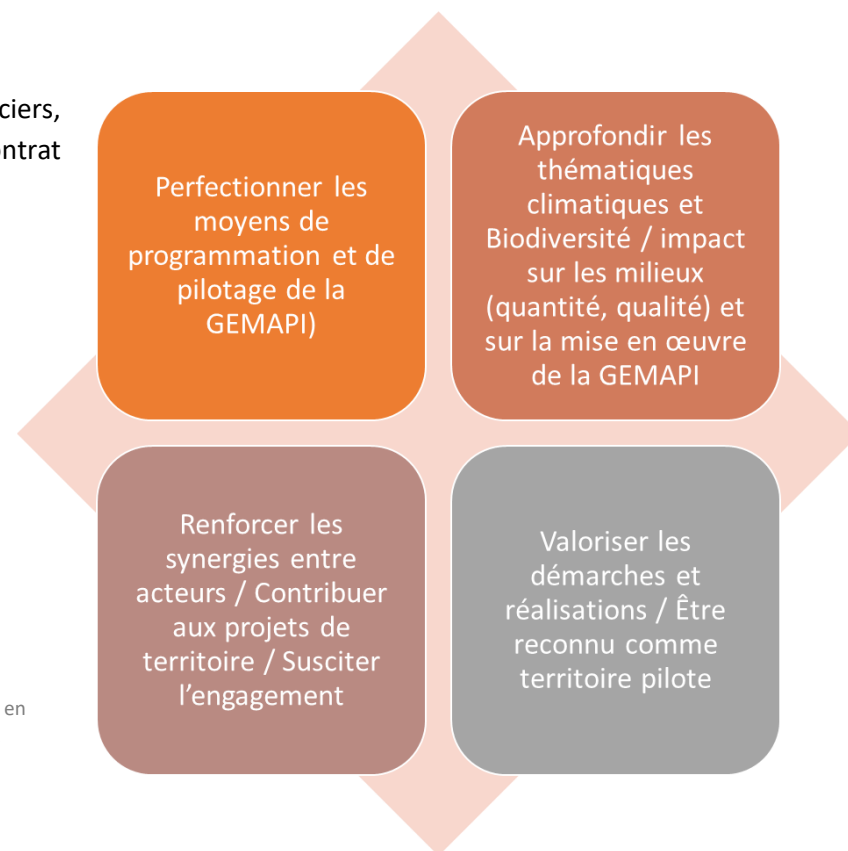 ciers,
ontrat
Perfectionner les
moyens de
programmation et de
pilotage de la
GEMAPI)
Approfondir les
thématiques
climatiques et
Biodiversité / impact
sur les milieux
(quantité, qualité) et
sur la mise en œuvre
de la GEMAPI
Renforcer les
synergies entre
acteurs / Contribuer
aux projets de
territoire / Susciter
l’engagement
Valoriser les
démarches et
réalisations / Être
reconnu comme
territoire pilote
en